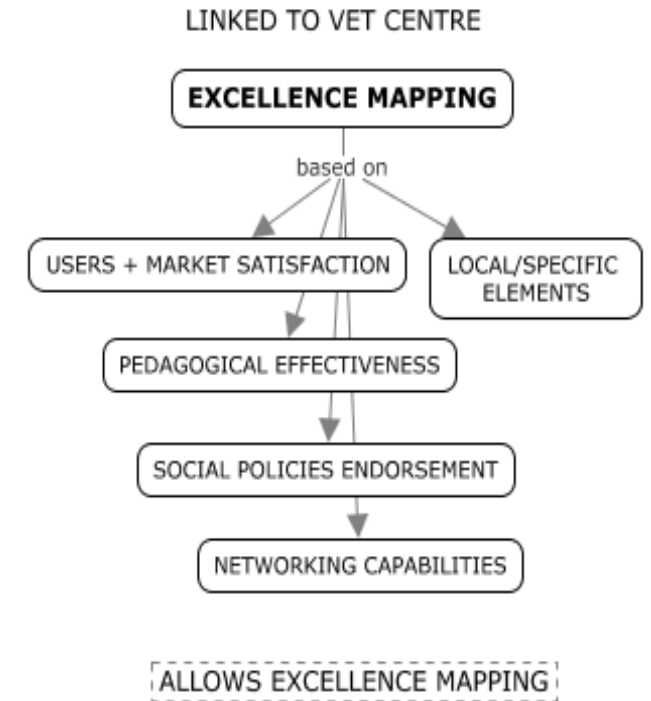 LINKED TO VET CENTRE
EXCELLENCE MAPPING
based on
USERS + MARKET SATISFACTION
LOCAL/SPECIFIC
ELEMENTS
PEDAGOGICAL EFFECTIVENESS
SOCIAL POLICIES ENDORSEMENT
NETWORKING CAPABILITIES
ALLOWS EXCELLENCE MAPPING